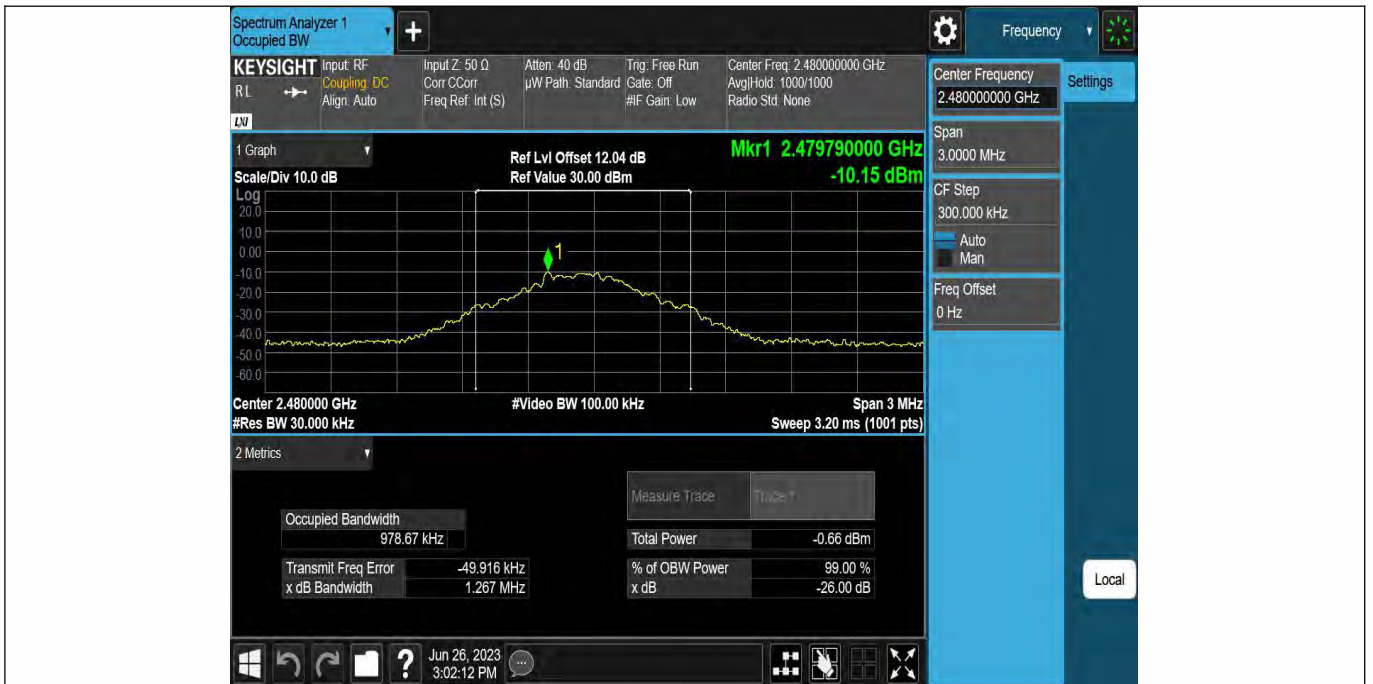 Spectrum Analyzer 1
Occupied BW
+
Frequency
KEYSIGHT
RL
LXI
Input: RF
Coupling: DC
Align: Auto
Input Z: 50 Ω
Corr CCorr
Freq Ref: Int (S)
Atten: 40 dB
µW Path: Standard
Trig: Free Run
Gate: Off
#IF Gain: Low
Center Freq: 2.480000000 GHz
Avg|Hold: 1000/1000
Radio Std: None
Center Frequency
2.480000000 GHz
Settings
Span
3.0000 MHz
CF Step
300.000 kHz
Auto
Man
Freq Offset
0 Hz
1 Graph
Scale/Div 10.0 dB
Ref Lvl Offset 12.04 dB
Ref Value 30.00 dBm
Mkr1 2.479790000 GHz
-10.15 dBm
Log
20.0
10.0
0.00
-10.0
-20.0
-30.0
-40.0
-50.0
-60.0
1
Center 2.480000 GHz
#Res BW 30.000 kHz
#Video BW 100.00 kHz
Span 3 MHz
Sweep 3.20 ms (1001 pts)
2 Metrics
Measure Trace
Trace 1
Occupied Bandwidth
978.67 kHz
Total Power -0.66 dBm
Transmit Freq Error -49.916 kHz
% of OBW Power 99.00 %
x dB Bandwidth 1.267 MHz
x dB -26.00 dB
Local
?
Jun 26, 2023
3:02:12 PM